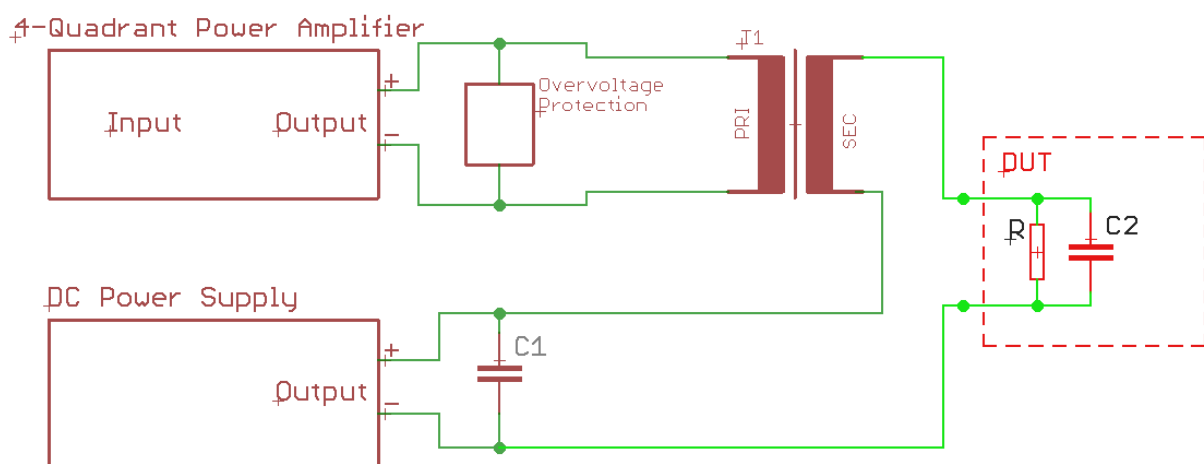 4-Quadrant Power Amplifier
T1
+
Overvoltage
Protection
Input
Output
PRI
SEC
−
DUT
R
C2
DC Power Supply
+
C1
Output
−